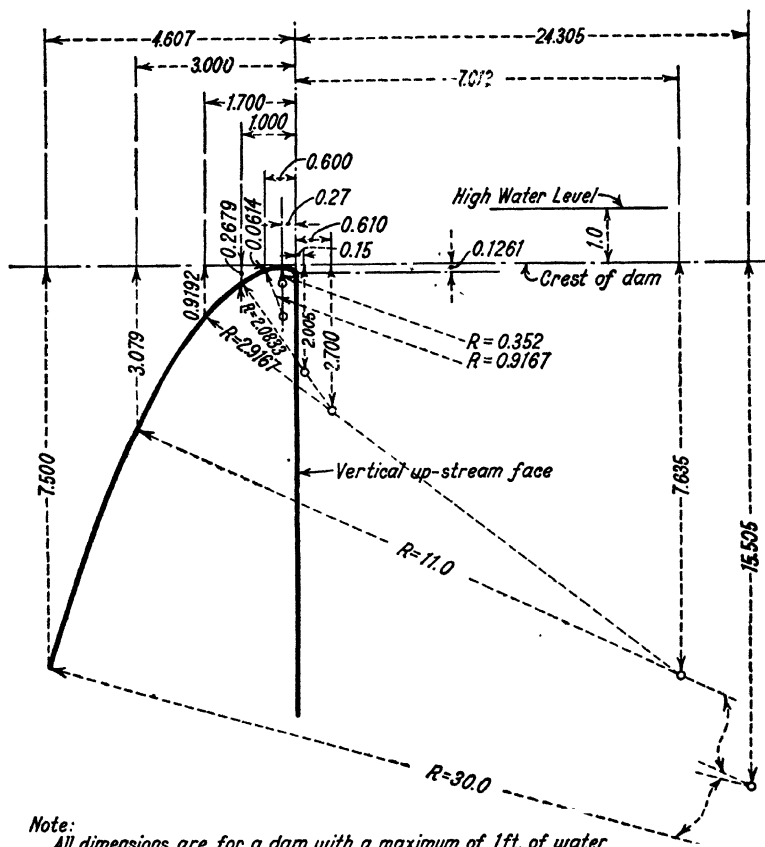 4.607
24.305
3.000
7.012
1.700
1.000
0.600
0.27
0.610
0.15
High Water Level
1.0
0.1261
Crest of dam
0.2679
0.0614
0.9192
3.079
7.500
R=2.0833
R=2.9167
2.005
2.700
R=0.352
R=0.9167
7.635
15.505
Vertical up-stream face
R=11.0
R=30.0
Note:
All dimensions are for a dam with a maximum of 1ft. of water